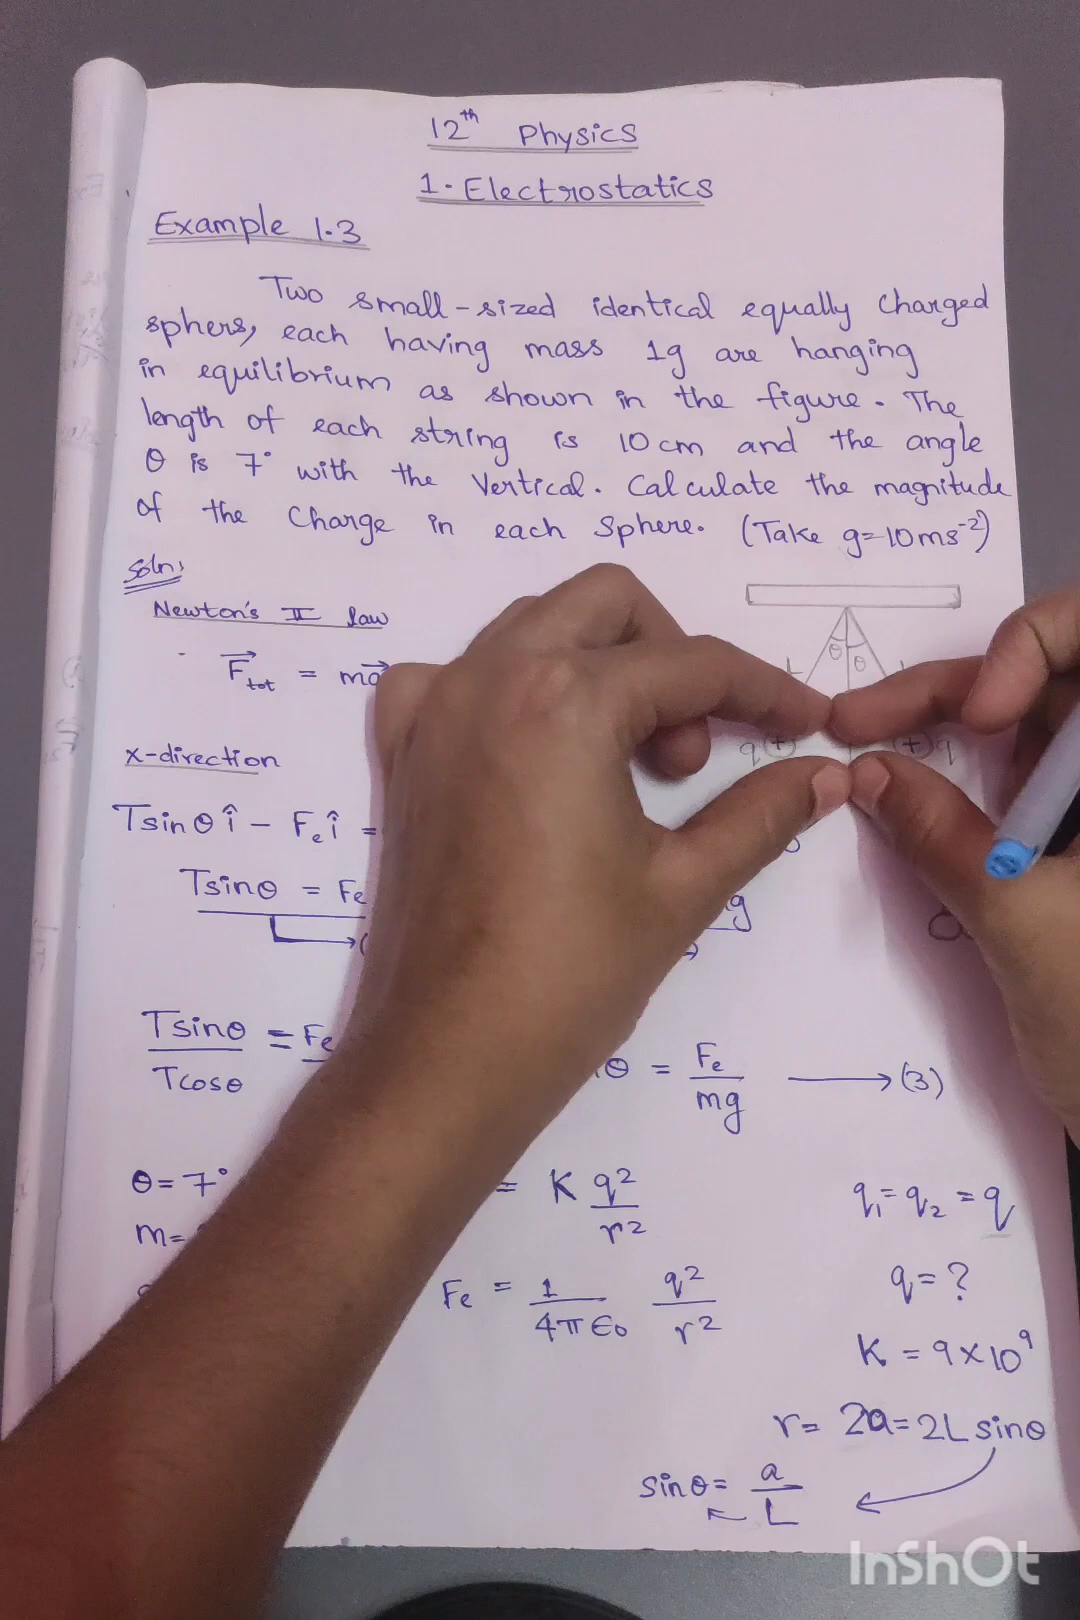 12th Physics
1. Electrostatics
Example 1.3
Two small-sized identical equally charged
sphers, each having mass 1g are hanging
in equilibrium as shown in the figure. The
length of each string is 10 cm and the angle
θ is 7° with the vertical. Calculate the magnitude
of the charge in each sphere. (Take g=10ms⁻²)
Soln:
Newton's II law
F⃗tot = ma⃗
θ θ
L L
q + + q
x-direction
Tsinθ î − Fe î =
Tsinθ = Fe
g
Tsinθ = Fe
Tcosθ
θ = Fe/mg → (3)
θ = 7°
m=
= K q²/r²
q₁ = q₂ = q
Fe = 1/4πε₀ q²/r²
q = ?
K = 9×10⁹
r = 2a = 2L sinθ
sinθ = a/L
InShOt